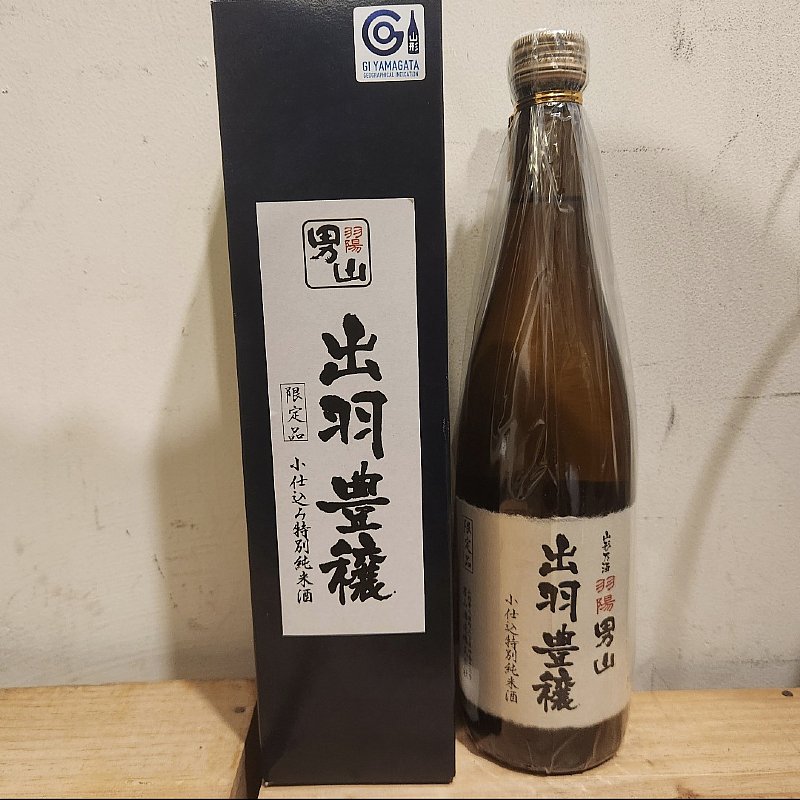 山形
GI YAMAGATA
GEOGRAPHICAL INDICATION
羽陽
男山
出羽豊穣
限定品
小仕込み特別純米酒
山形の酒
羽陽男山
出羽豊穣
限定品
小仕込特別純米酒